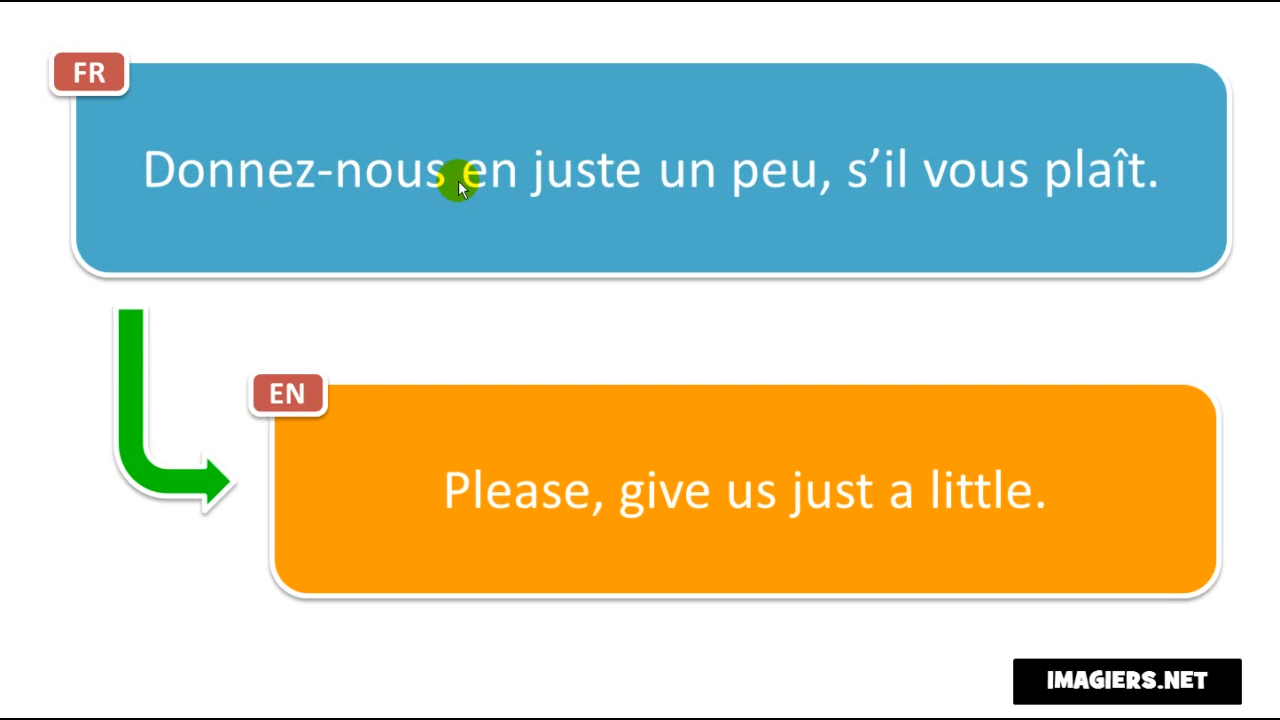 FR
Donnez-nous en juste un peu, s’il vous plaît.
EN
Please, give us just a little.
IMAGIERS.NET